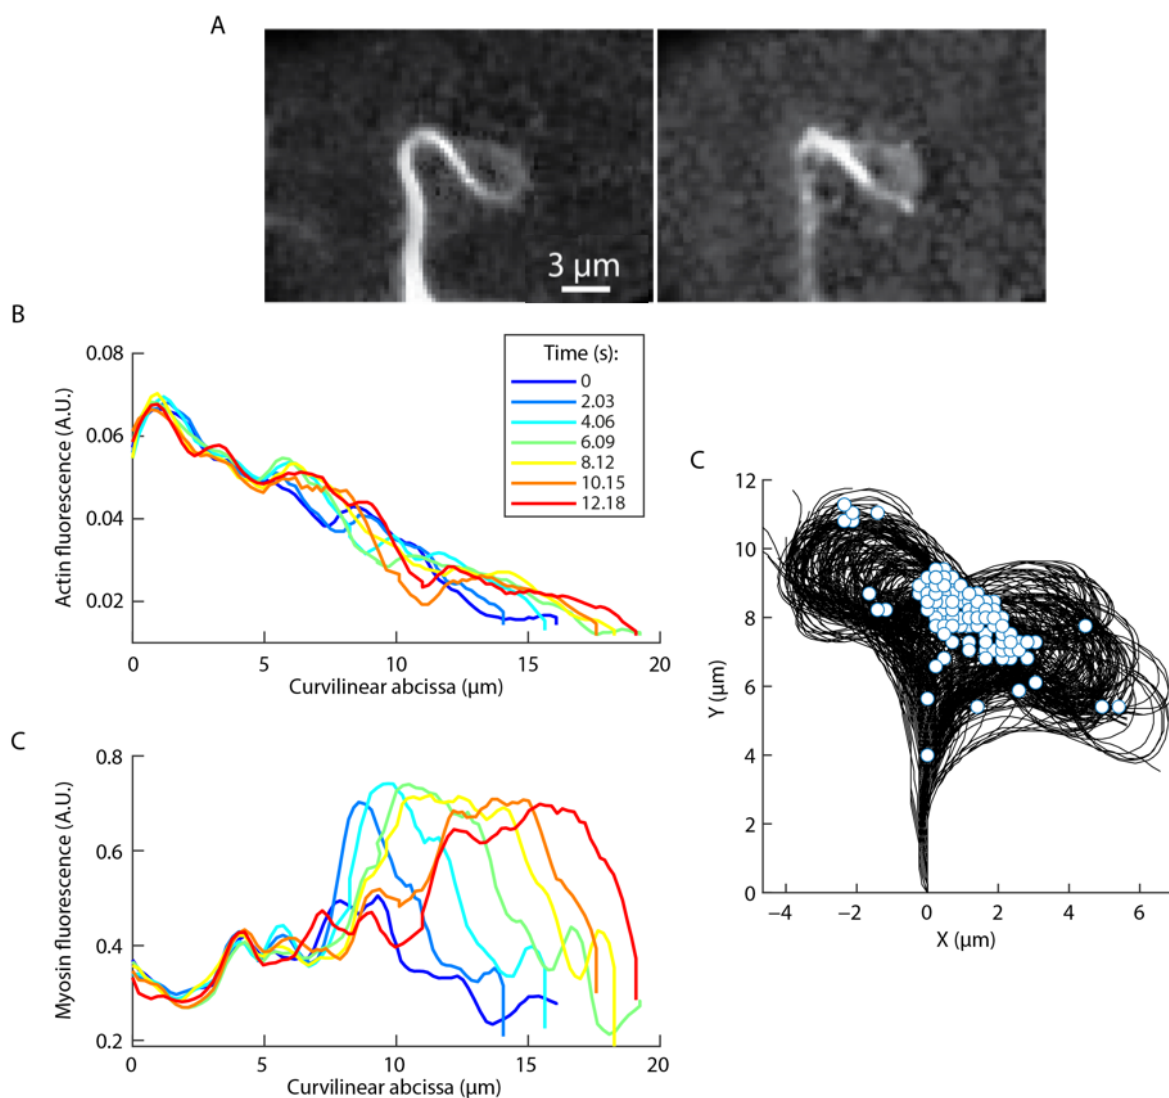 A
3 μm
B
Actin fluorescence (A.U.)
0.08
0.06
0.04
0.02
0 5 10 15 20
Curvilinear abcissa (μm)
Time (s):
0
2.03
4.06
6.09
8.12
10.15
12.18
C
Y (μm)
12
10
8
6
4
2
0
−4 −2 0 2 4 6
X (μm)
C
Myosin fluorescence (A.U.)
0.8
0.6
0.4
0.2
0 5 10 15 20
Curvilinear abcissa (μm)